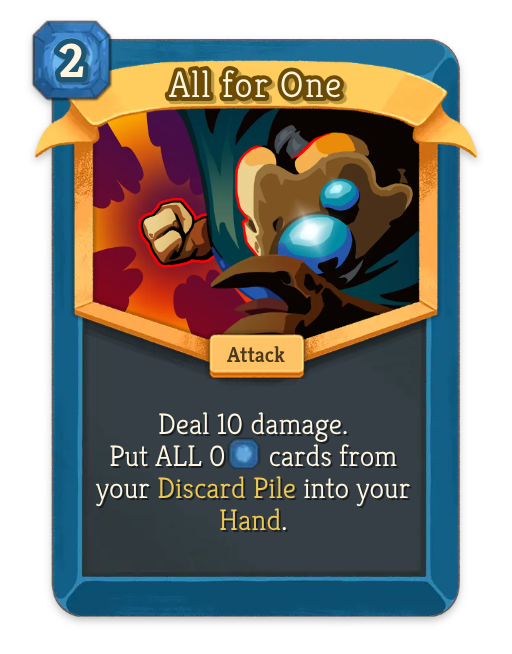 2
All for One
Attack
Deal 10 damage.
Put ALL 0 cards from
your Discard Pile into your
Hand.